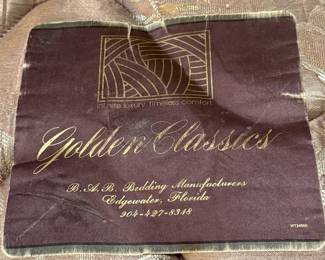 infinite luxury timeless comfort
Golden Classics
B.A.B. Bedding Manufacturers
Edgewater, Florida
904-427-8348